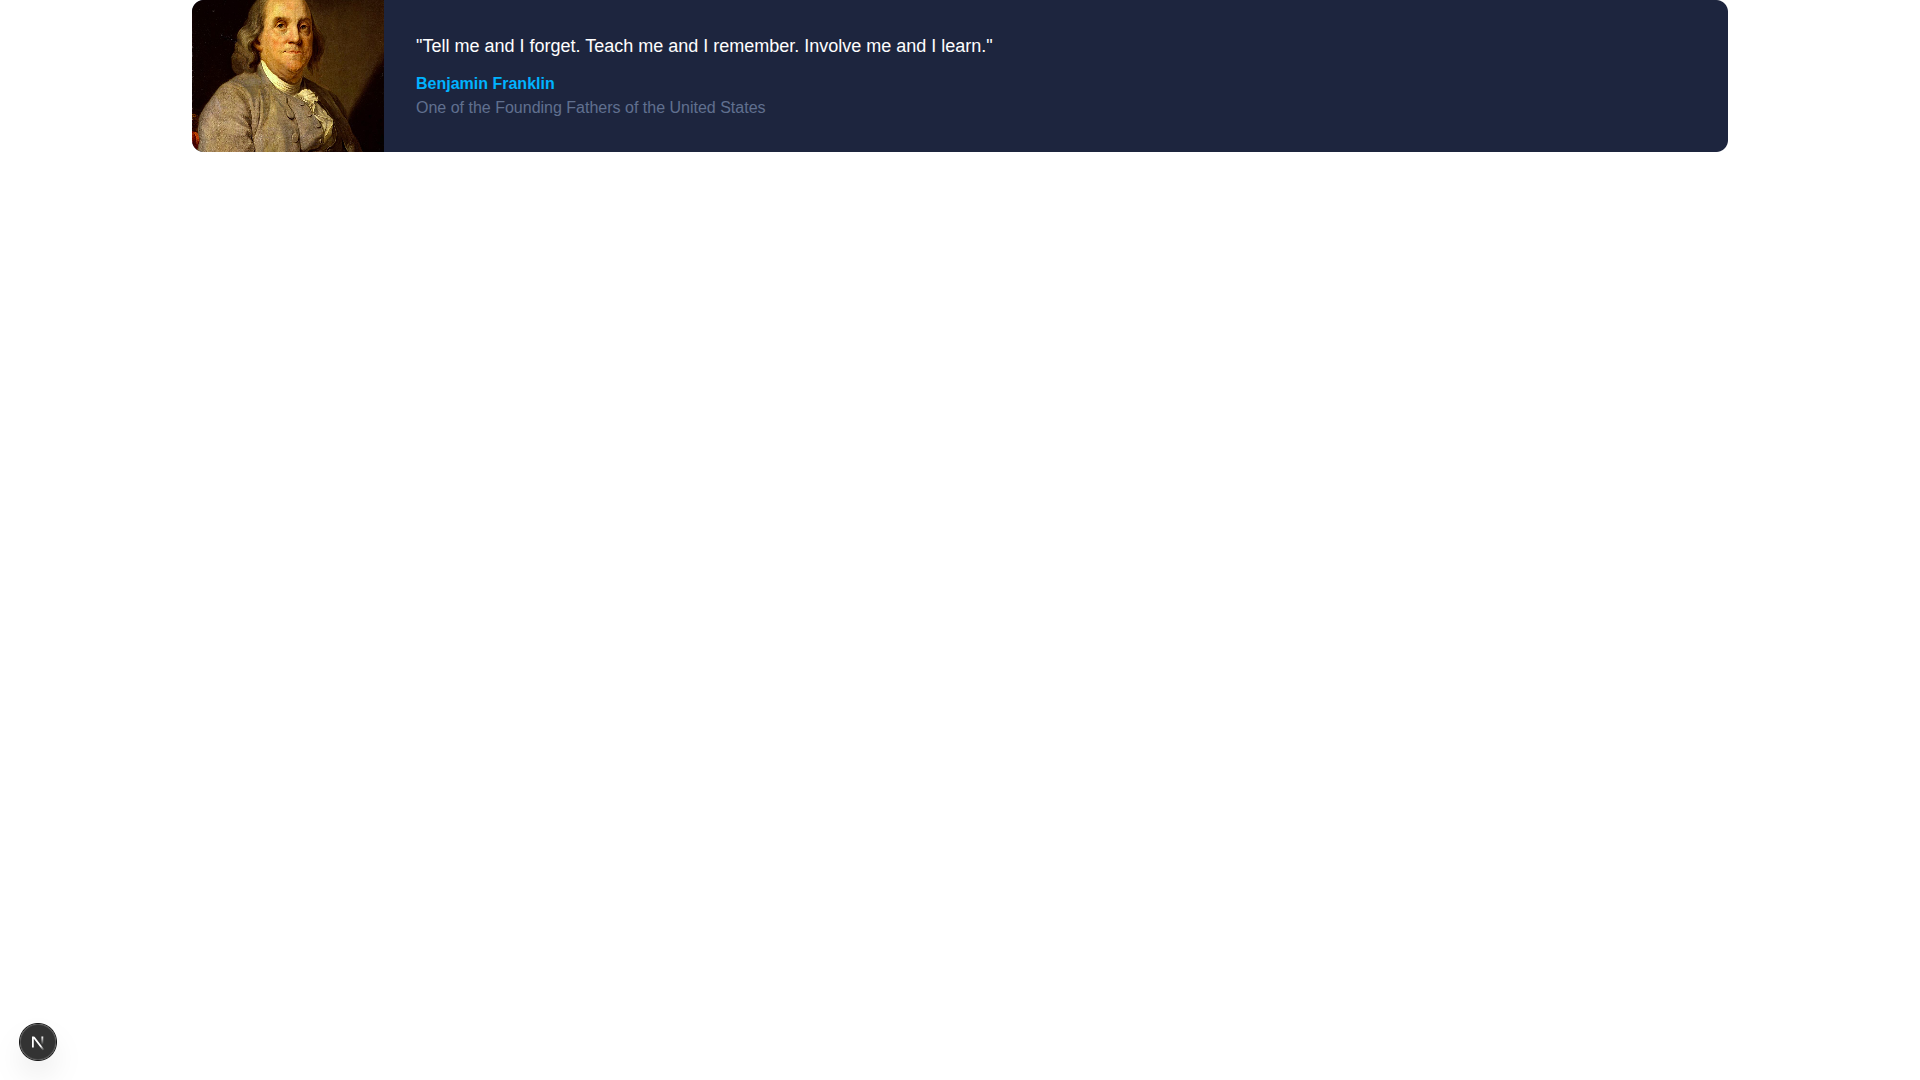 "Tell me and I forget. Teach me and I remember. Involve me and I learn."
Benjamin Franklin
One of the Founding Fathers of the United States
N